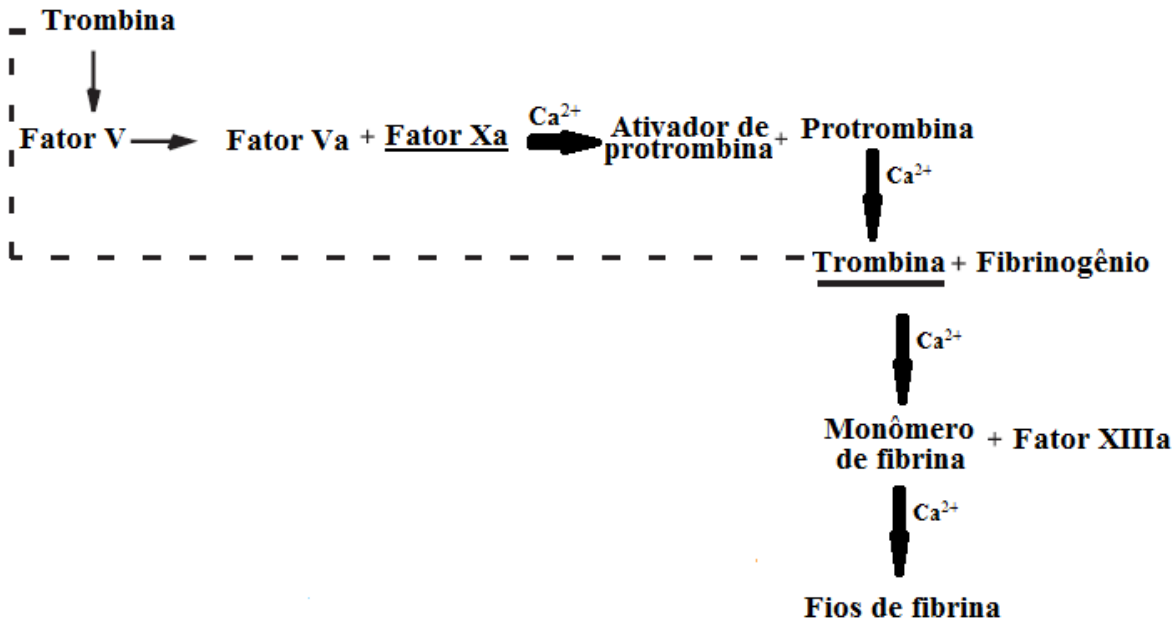 Trombina
Fator V
Fator Va + Fator Xa
Ca²⁺
Ativador de
protrombina
+ Protrombina
Ca²⁺
Trombina + Fibrinogênio
Ca²⁺
Monômero
de fibrina
+ Fator XIIIa
Ca²⁺
Fios de fibrina